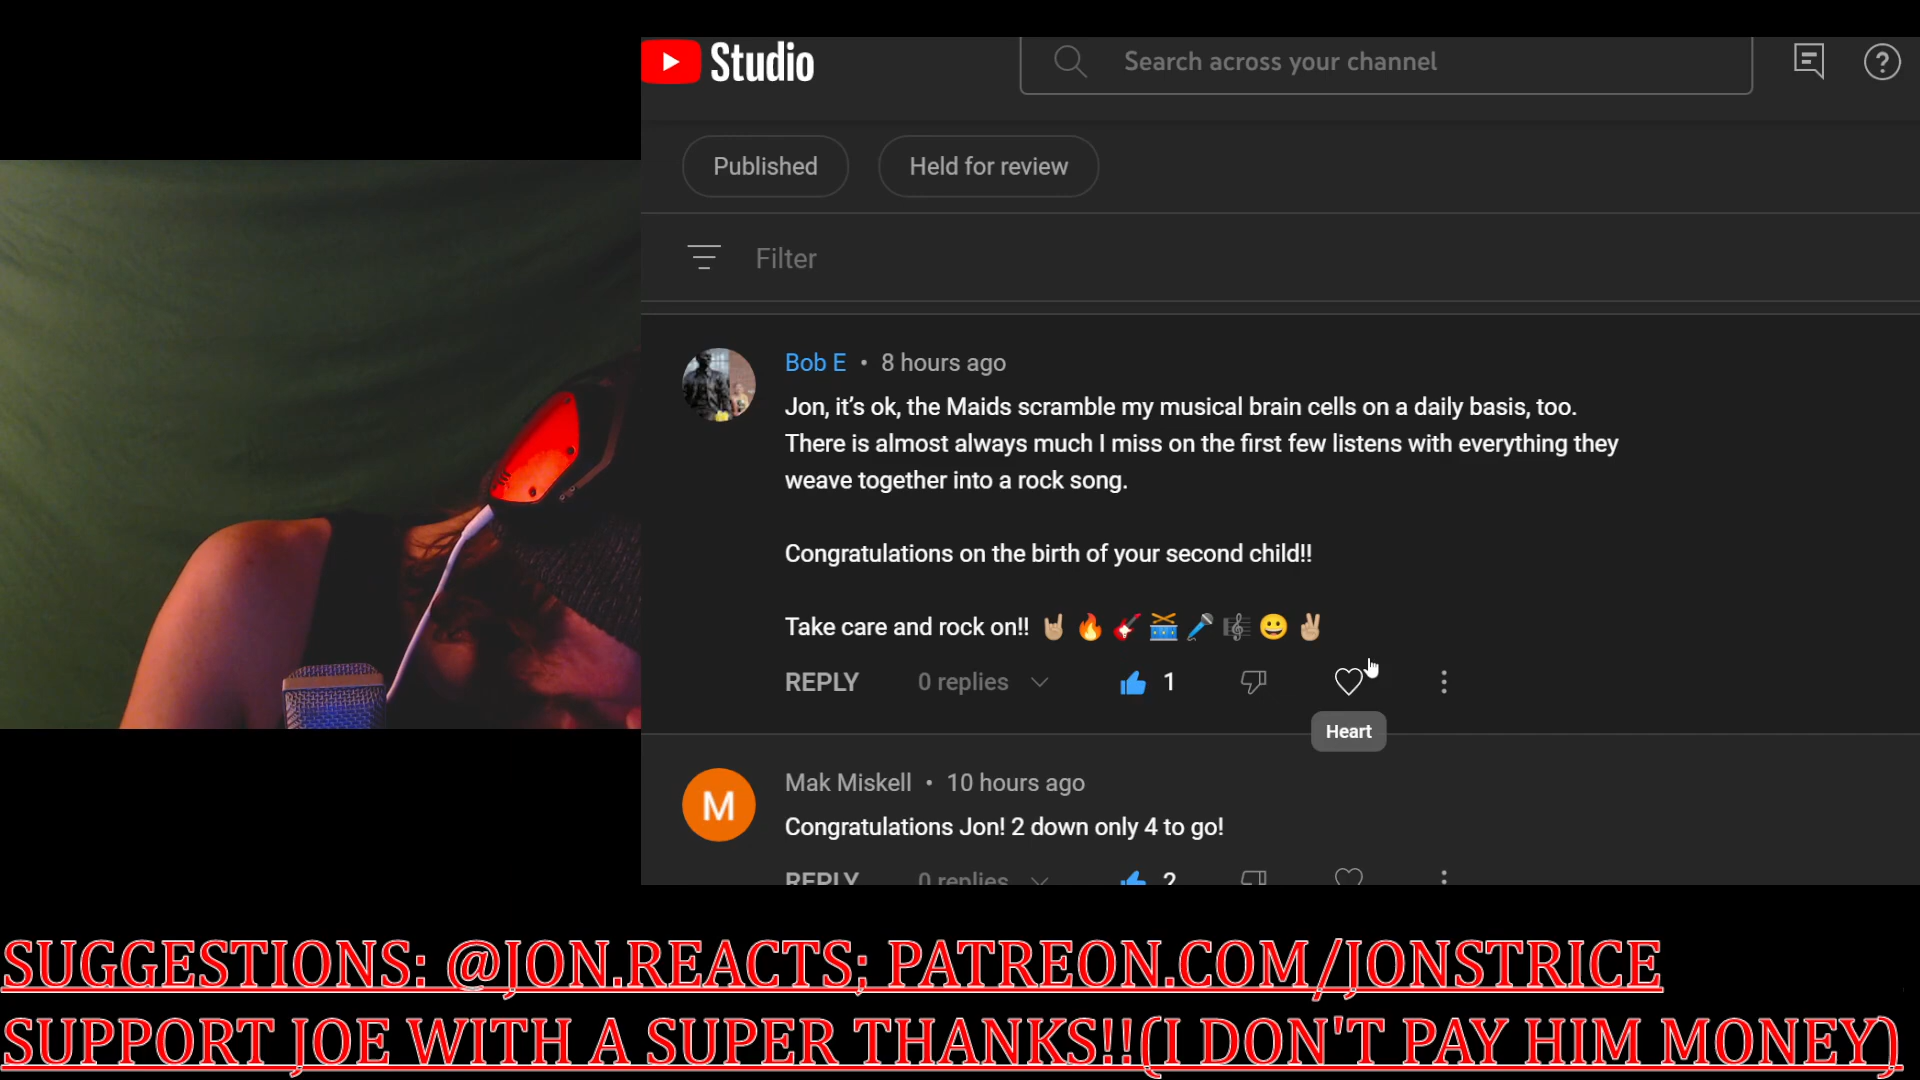 Studio
Search across your channel
Published
Held for review
Filter
Bob E • 8 hours ago
Jon, it’s ok, the Maids scramble my musical brain cells on a daily basis, too.
There is almost always much I miss on the first few listens with everything they
weave together into a rock song.
Congratulations on the birth of your second child!!
Take care and rock on!! 🤘🏼 🔥 🎸 🥁 🎤 🎼 😀 ✌🏼
REPLY 0 replies 1
Heart
Mak Miskell • 10 hours ago
M
Congratulations Jon! 2 down only 4 to go!
REPLY 0 replies 2
SUGGESTIONS: @JON.REACTS; PATREON.COM/JONSTRICE
SUPPORT JOE WITH A SUPER THANKS!!(I DON'T PAY HIM MONEY)